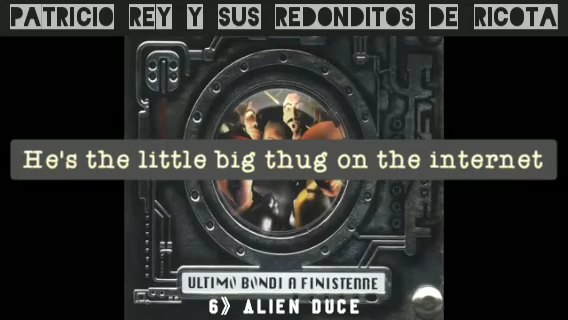 PATRICIO REY Y SUS REDONDITOS DE RICOTA
He's the little big thug on the internet
ULTIMO BONDI A FINISTERRE
6》 ALIEN DUCE